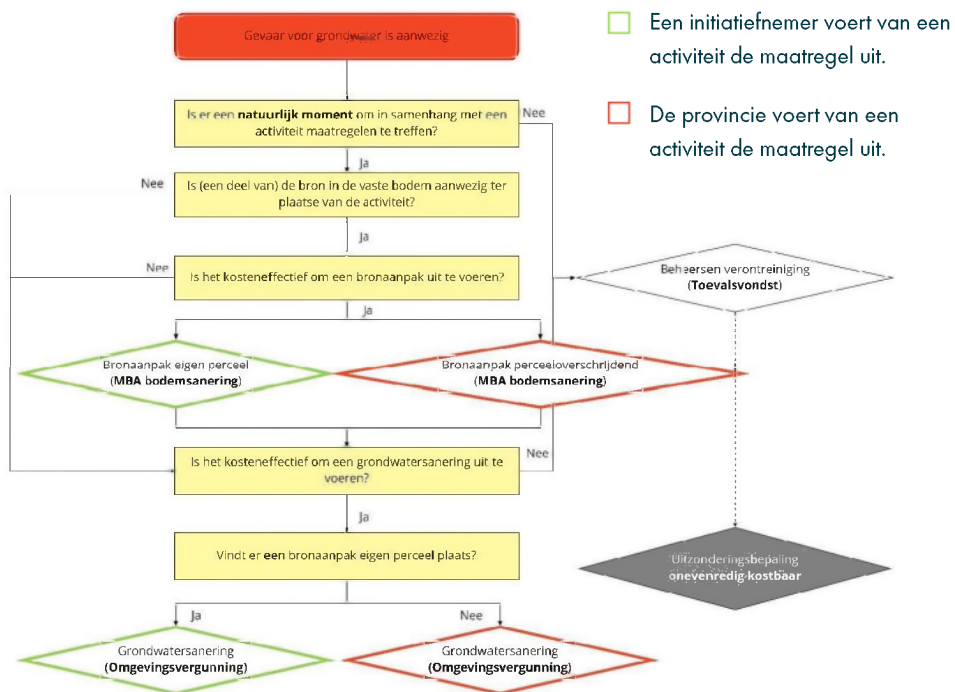 Gevaar voor grondwater is aanwezig
Een initiatiefnemer voert van een
activiteit de maatregel uit.
De provincie voert van een
activiteit de maatregel uit.
Is er een natuurlijk moment om in samenhang met een
activiteit maatregelen te treffen?
Nee
Ja
Nee
Is (een deel van) de bron in de vaste bodem aanwezig ter
plaatse van de activiteit?
Ja
Nee
Is het kosteneffectief om een bronaanpak uit te voeren?
Beheersen verontreiniging
(Toevalsvondst)
Ja
Bronaanpak eigen perceel
(MBA bodemsanering)
Bronaanpak perceeloverschrijdend
(MBA bodemsanering)
Is het kosteneffectief om een grondwatersanering uit te
voeren?
Nee
Ja
Vindt er een bronaanpak eigen perceel plaats?
Uitzonderingsbepaling
onevenredig kostbaar
Ja
Nee
Grondwatersanering
(Omgevingsvergunning)
Grondwatersanering
(Omgevingsvergunning)